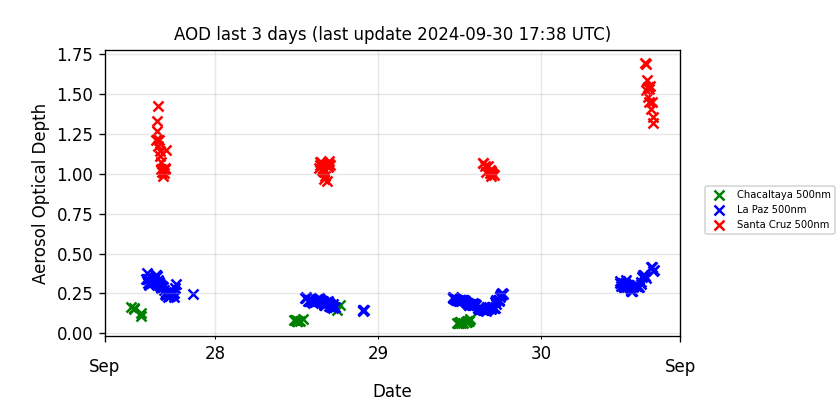 AOD last 3 days (last update 2024-09-30 17:38 UTC)
1.75
1.50
1.25
1.00
0.75
0.50
0.25
0.00
Aerosol Optical Depth
28
29
30
Sep
Sep
Date
Chacaltaya 500nm
La Paz 500nm
Santa Cruz 500nm